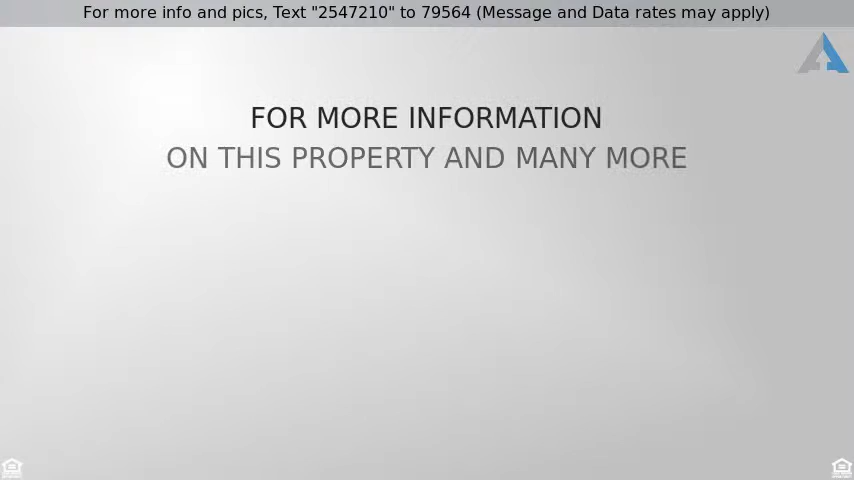 For more info and pics, Text "2547210" to 79564 (Message and Data rates may apply)
FOR MORE INFORMATION
ON THIS PROPERTY AND MANY MORE